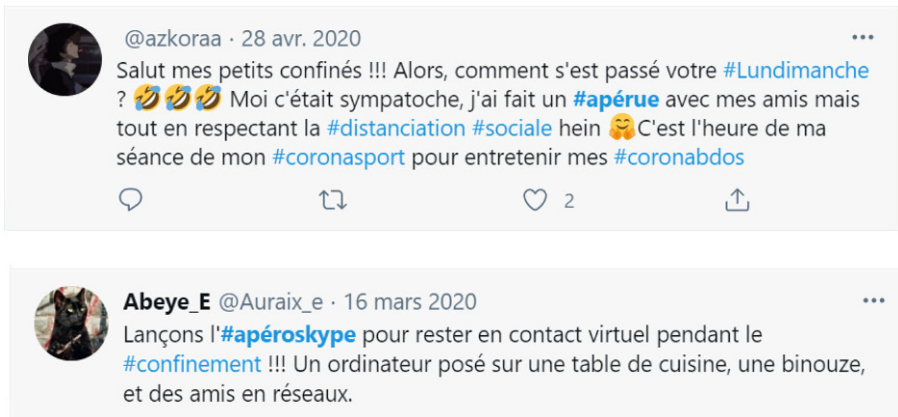 @azkoraa · 28 avr. 2020
Salut mes petits confinés !!! Alors, comment s'est passé votre #Lundimanche
? 🤣🤣🤣 Moi c'était sympatoche, j'ai fait un #apérue avec mes amis mais
tout en respectant la #distanciation #sociale hein 🤗C'est l'heure de ma
séance de mon #coronasport pour entretenir mes #coronabdos
2
Abeye_E @Auraix_e · 16 mars 2020
Lançons l'#apéroskype pour rester en contact virtuel pendant le
#confinement !!! Un ordinateur posé sur une table de cuisine, une binouze,
et des amis en réseaux.